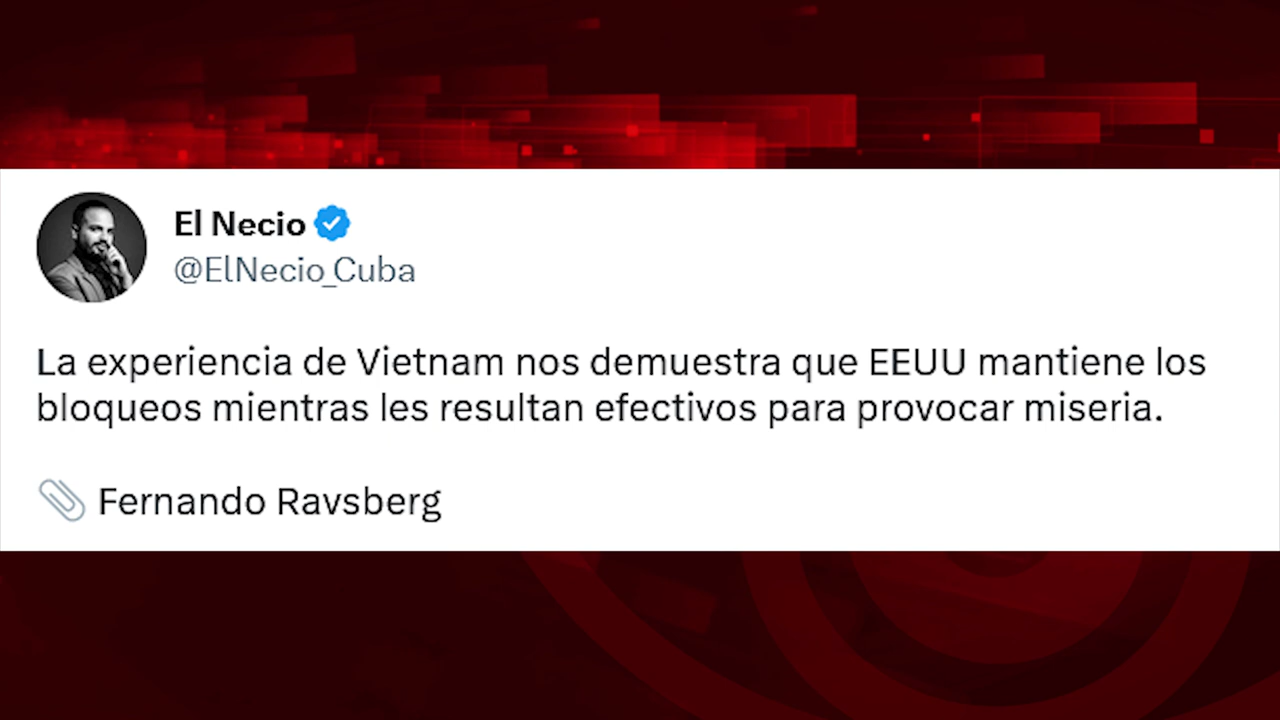 El Necio
@ElNecio_Cuba
La experiencia de Vietnam nos demuestra que EEUU mantiene los
bloqueos mientras les resultan efectivos para provocar miseria.
📎 Fernando Ravsberg